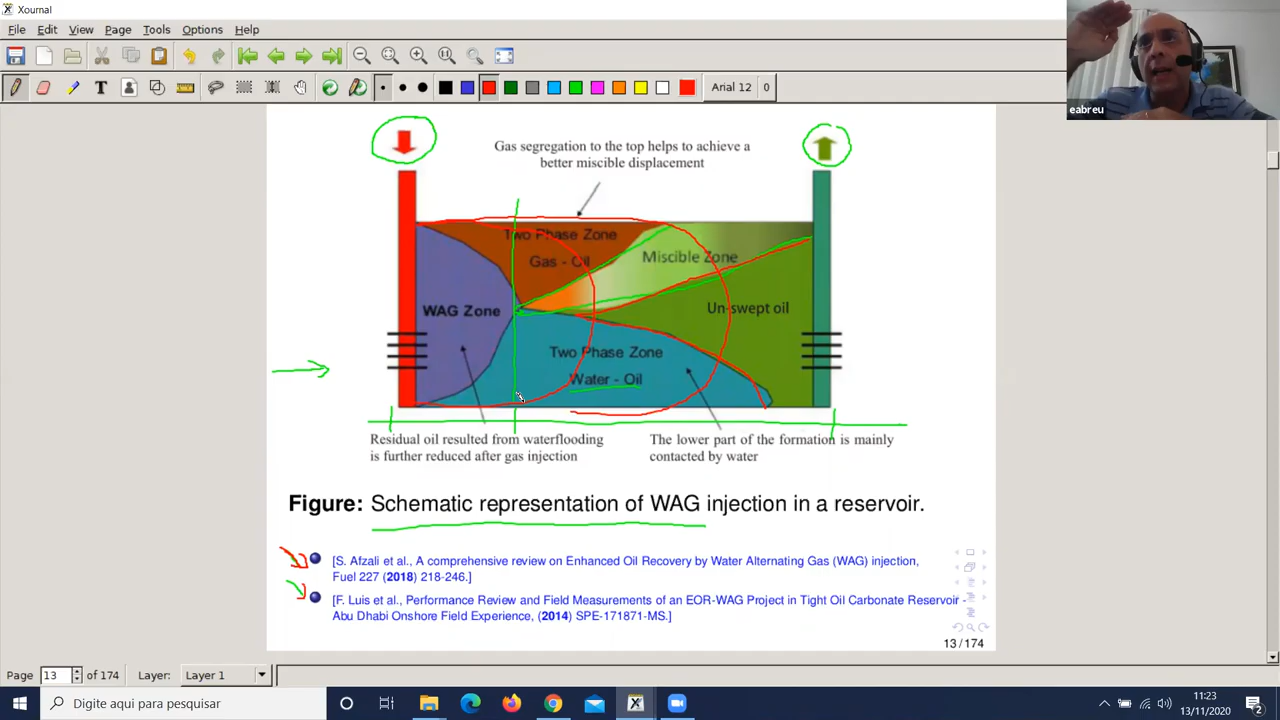 Xournal
File Edit View Page Tools Options Help
Arial 12 0
eabreu
Gas segregation to the top helps to achieve a
better miscible displacement
Two Phase Zone
Gas - Oil
Miscible Zone
WAG Zone
Un-swept oil
Two Phase Zone
Water - Oil
Residual oil resulted from waterflooding
is further reduced after gas injection
The lower part of the formation is mainly
contacted by water
Figure: Schematic representation of WAG injection in a reservoir.
[S. Afzali et al., A comprehensive review on Enhanced Oil Recovery by Water Alternating Gas (WAG) injection,
Fuel 227 (2018) 218-246.]
[F. Luis et al., Performance Review and Field Measurements of an EOR-WAG Project in Tight Oil Carbonate Reservoir -
Abu Dhabi Onshore Field Experience, (2014) SPE-171871-MS.]
13 / 174
Page 13 of 174 Layer: Layer 1
Digite aqui para pesquisar
11:23
13/11/2020
2